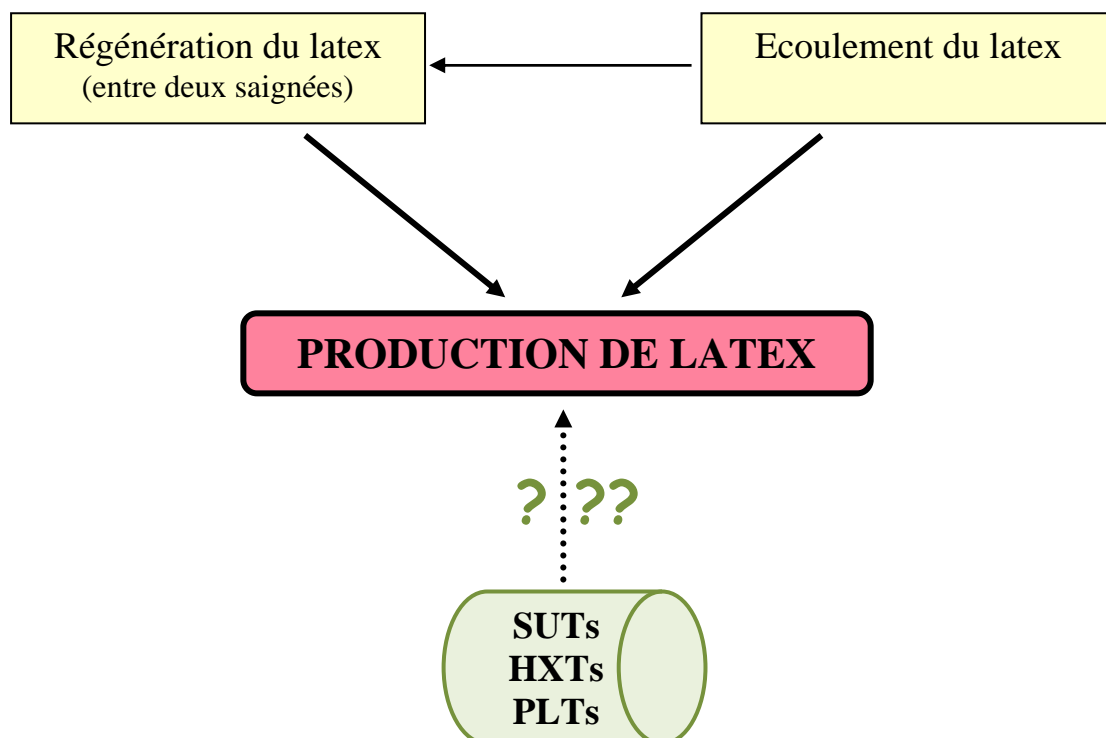 Régénération du latex
(entre deux saignées)
Ecoulement du latex
PRODUCTION DE LATEX
? ??
SUTs
HXTs
PLTs